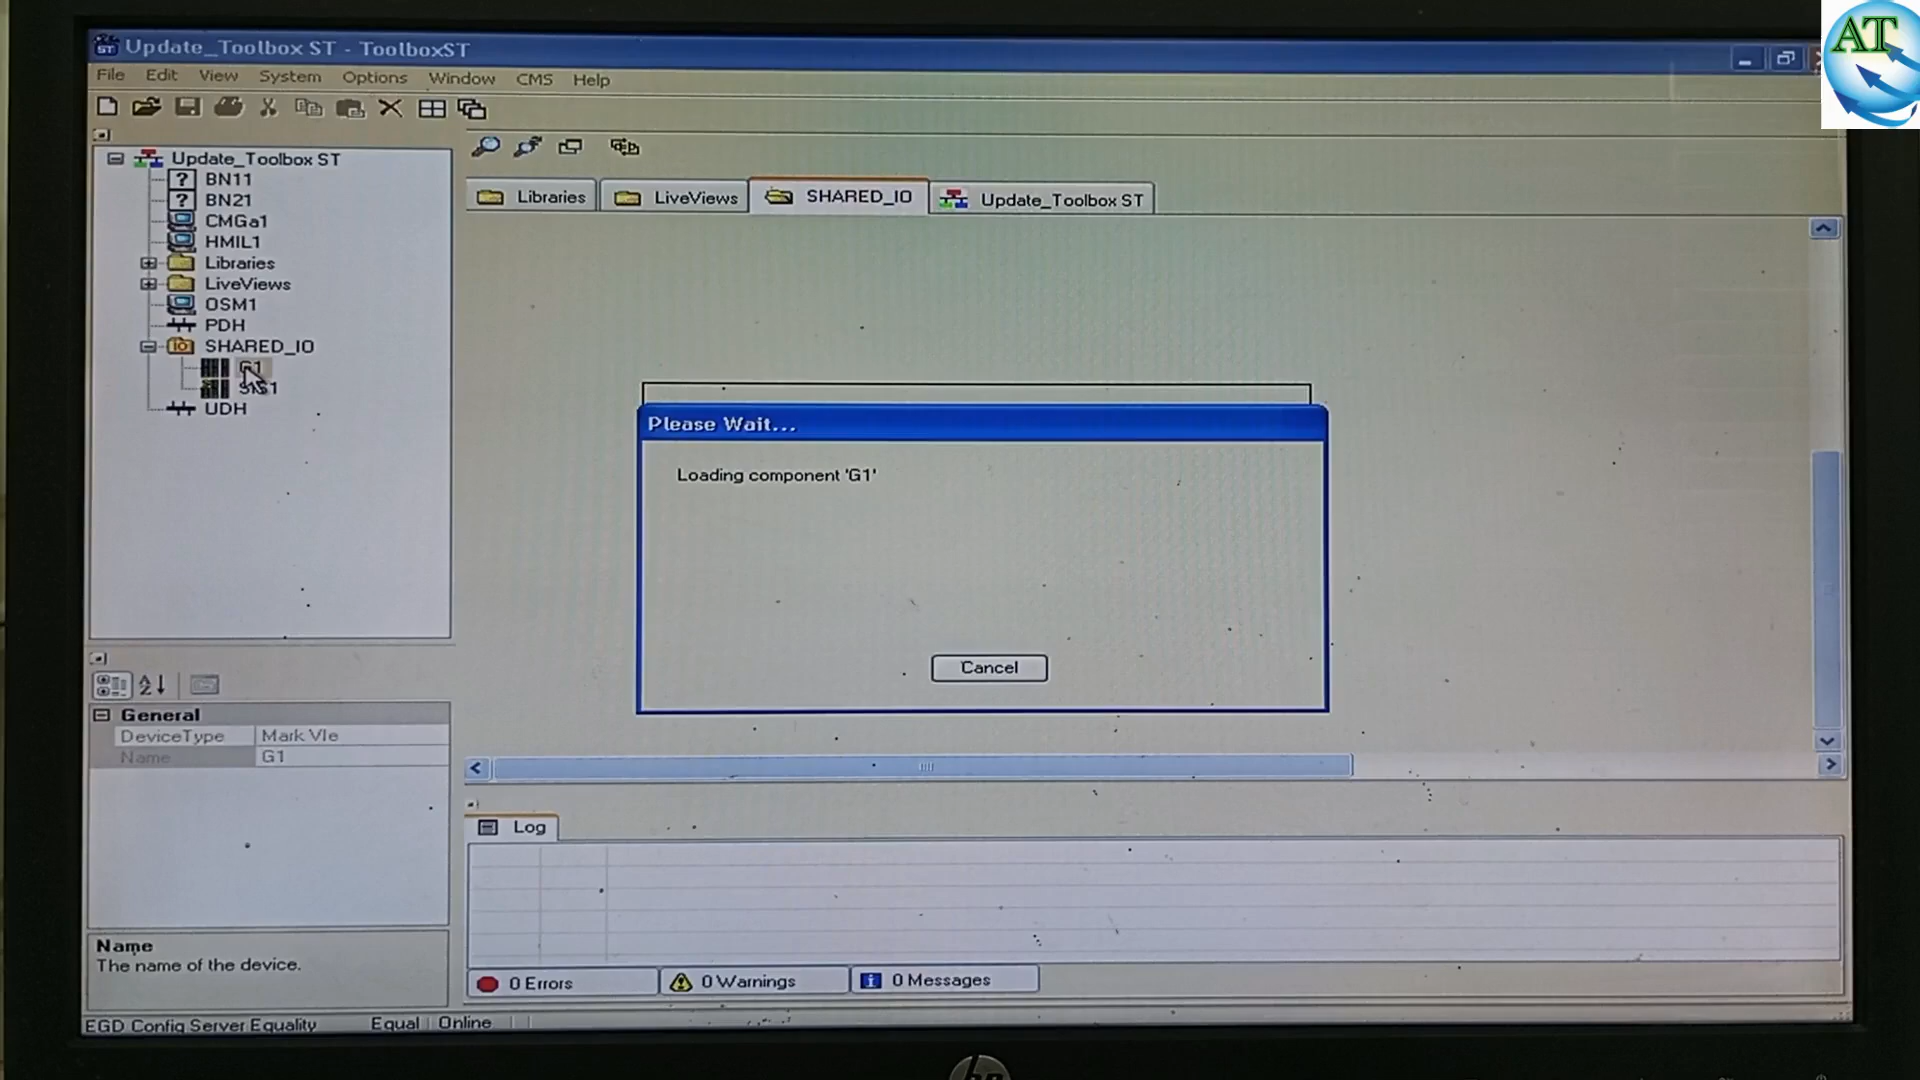 AT
Update_Toolbox ST - ToolboxST
File Edit View System Options Window CMS Help
Update_Toolbox ST
BN11
BN21
CMGa1
HMIL1
Libraries
LiveViews
OSM1
PDH
SHARED_IO
G1
UDH
Libraries LiveViews SHARED_IO Update_Toolbox ST
Please Wait...
Loading component 'G1'
Cancel
General
DeviceType Mark VIe
Name G1
Name
The name of the device.
Log
0 Errors 0 Warnings 0 Messages
EGD Config Server Equality Equal Online
hp